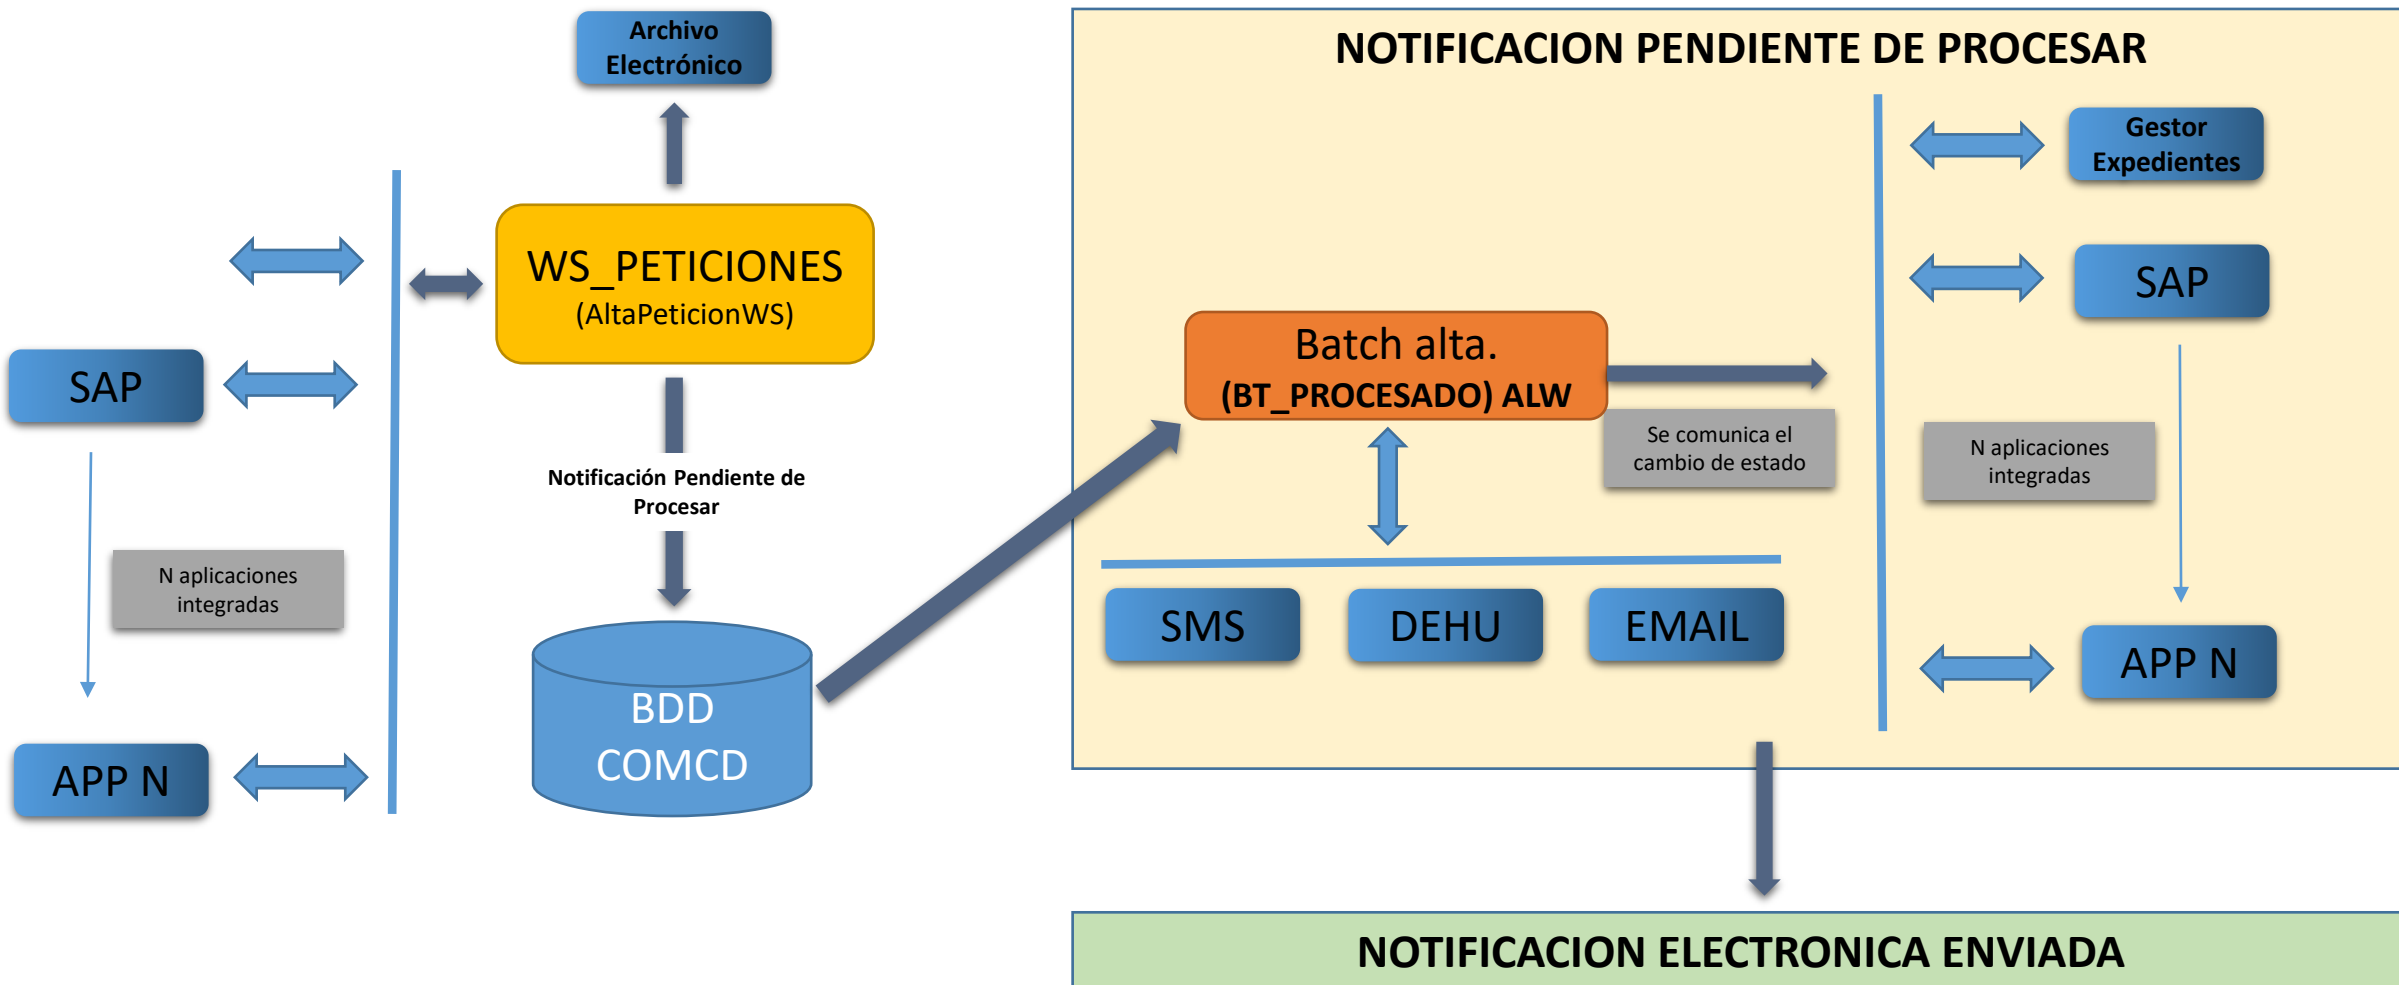 Archivo
Electrónico
WS_PETICIONES
(AltaPeticionWS)
SAP
Notificación Pendiente de
Procesar
N aplicaciones
integradas
BDD
COMCD
APP N
NOTIFICACION PENDIENTE DE PROCESAR
Gestor
Expedientes
SAP
Batch alta.
(BT_PROCESADO) ALW
Se comunica el
cambio de estado
N aplicaciones
integradas
SMS
DEHU
EMAIL
APP N
NOTIFICACION ELECTRONICA ENVIADA